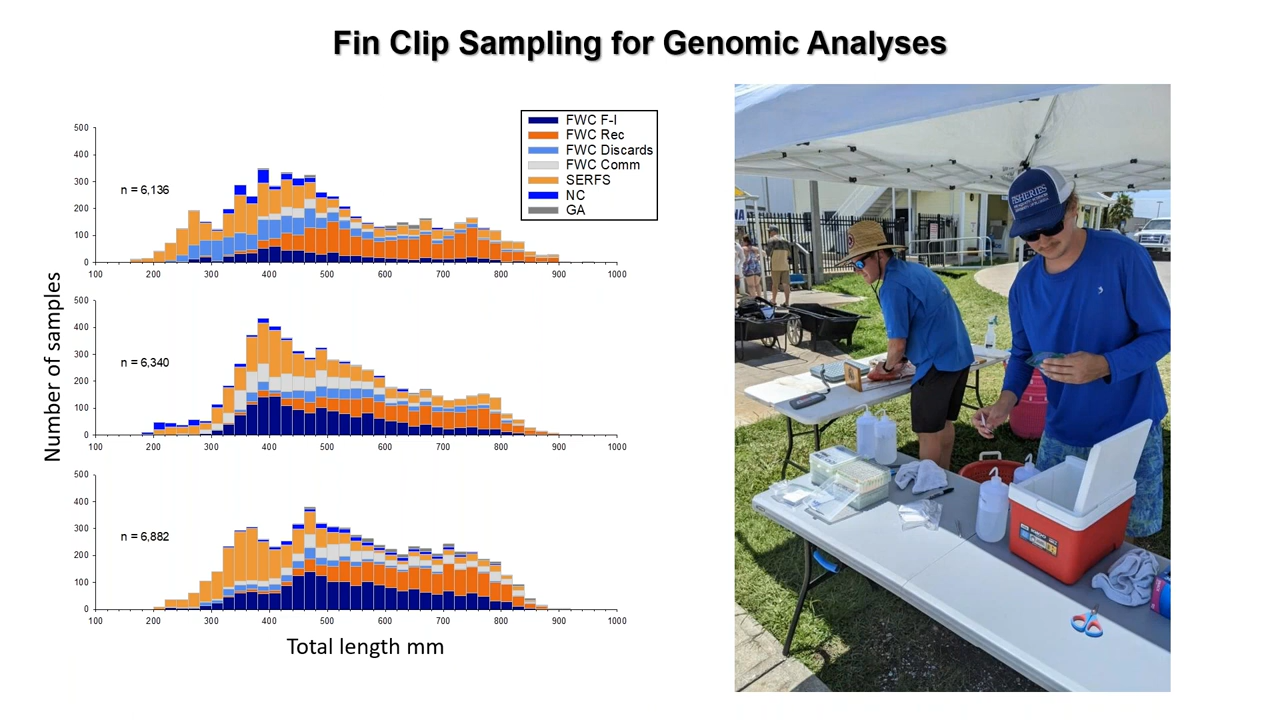 Fin Clip Sampling for Genomic Analyses
FWC F-I
FWC Rec
FWC Discards
FWC Comm
SERFS
NC
GA
Number of samples
500
400
300
200
100
0
n = 6,136
100 200 300 400 500 600 700 800 900 1000
500
400
300
200
100
0
n = 6,340
100 200 300 400 500 600 700 800 900 1000
500
400
300
200
100
0
n = 6,882
100 200 300 400 500 600 700 800 900 1000
Total length mm
FISHERIES